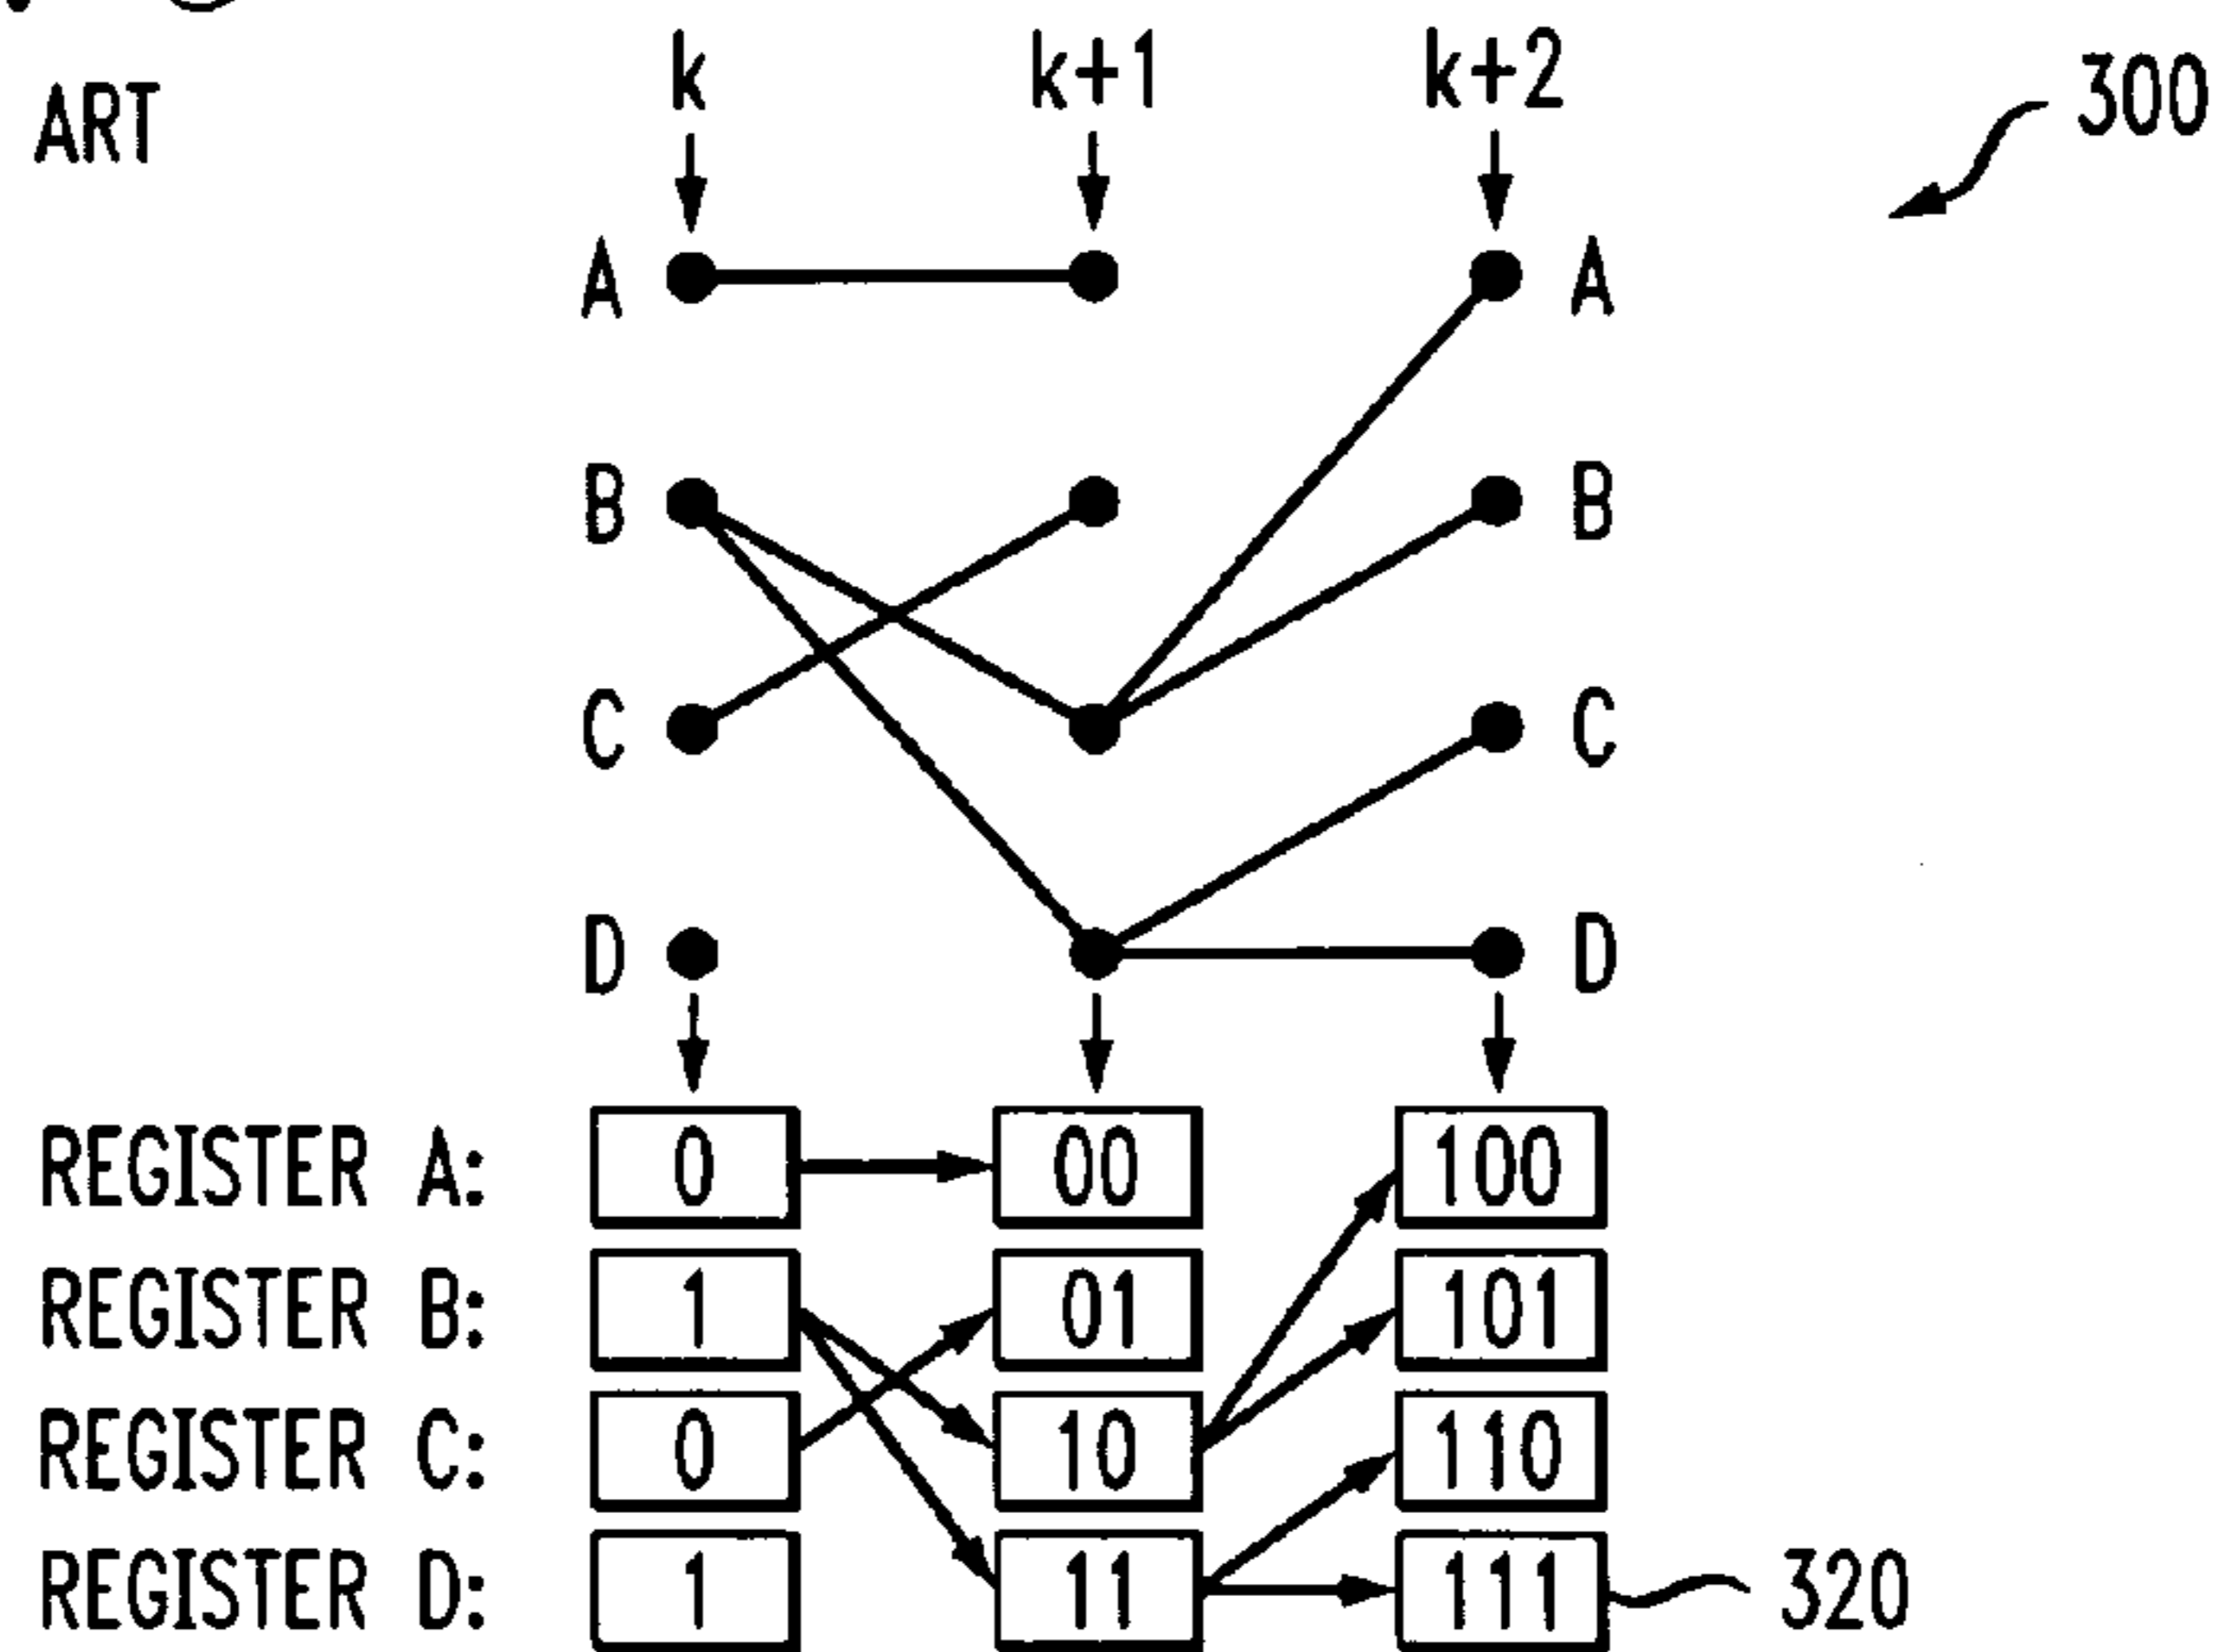 k k+1 k+2
ART
300
A A
B B
C C
D D
REGISTER A: 0 00 100
REGISTER B: 1 01 101
REGISTER C: 0 10 110
REGISTER D: 1 11 111
320